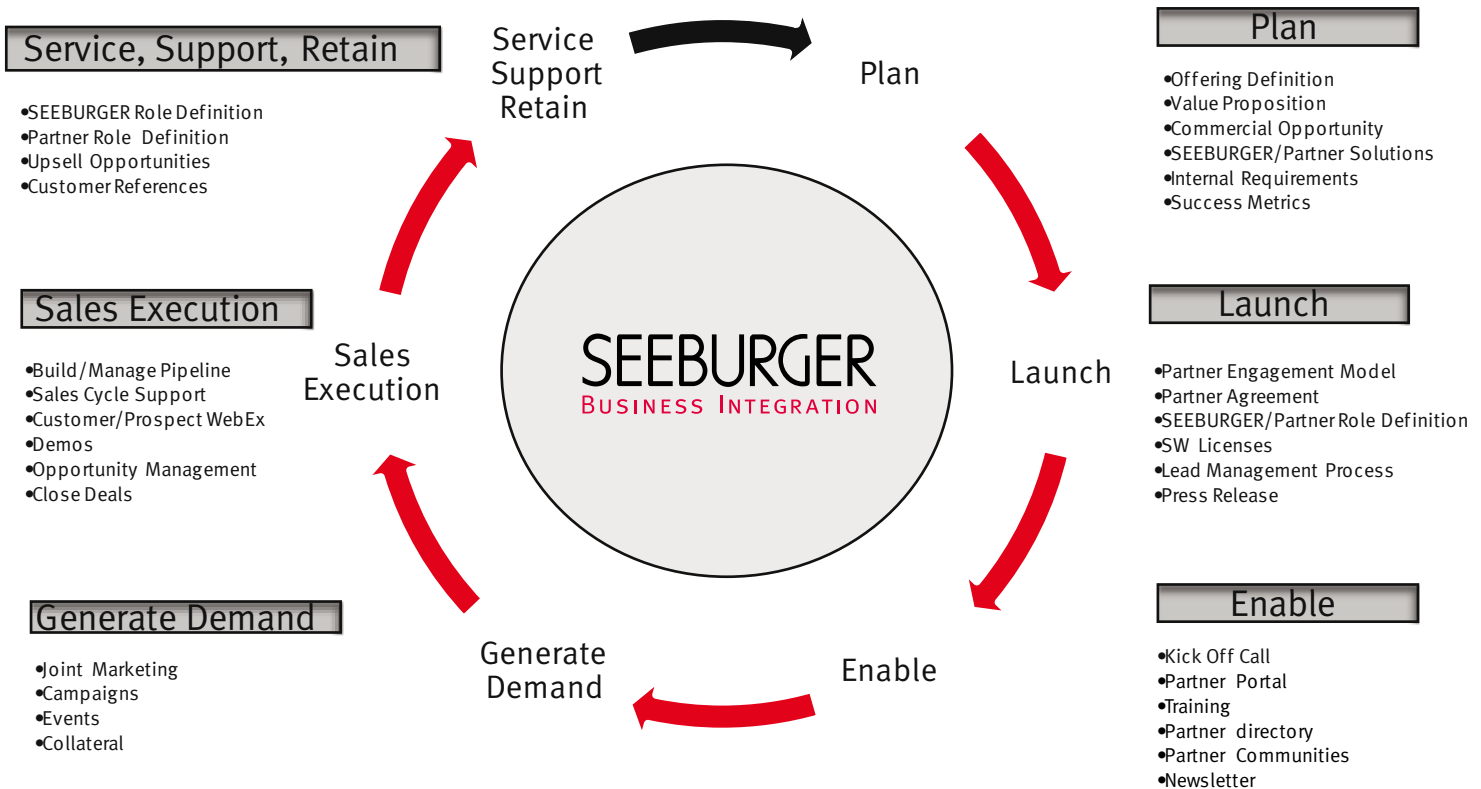 Service, Support, Retain
•SEEBURGER Role Definition
•Partner Role Definition
•Upsell Opportunities
•Customer References
Sales Execution
•Build/Manage Pipeline
•Sales Cycle Support
•Customer/Prospect WebEx
•Demos
•Opportunity Management
•Close Deals
Generate Demand
•Joint Marketing
•Campaigns
•Events
•Collateral
Service
Support
Retain
Plan
Sales
Execution
SEEBURGER
BUSINESS INTEGRATION
Launch
Generate
Demand
Enable
Plan
•Offering Definition
•Value Proposition
•Commercial Opportunity
•SEEBURGER/Partner Solutions
•Internal Requirements
•Success Metrics
Launch
•Partner Engagement Model
•Partner Agreement
•SEEBURGER/Partner Role Definition
•SW Licenses
•Lead Management Process
•Press Release
Enable
•Kick Off Call
•Partner Portal
•Training
•Partner directory
•Partner Communities
•Newsletter